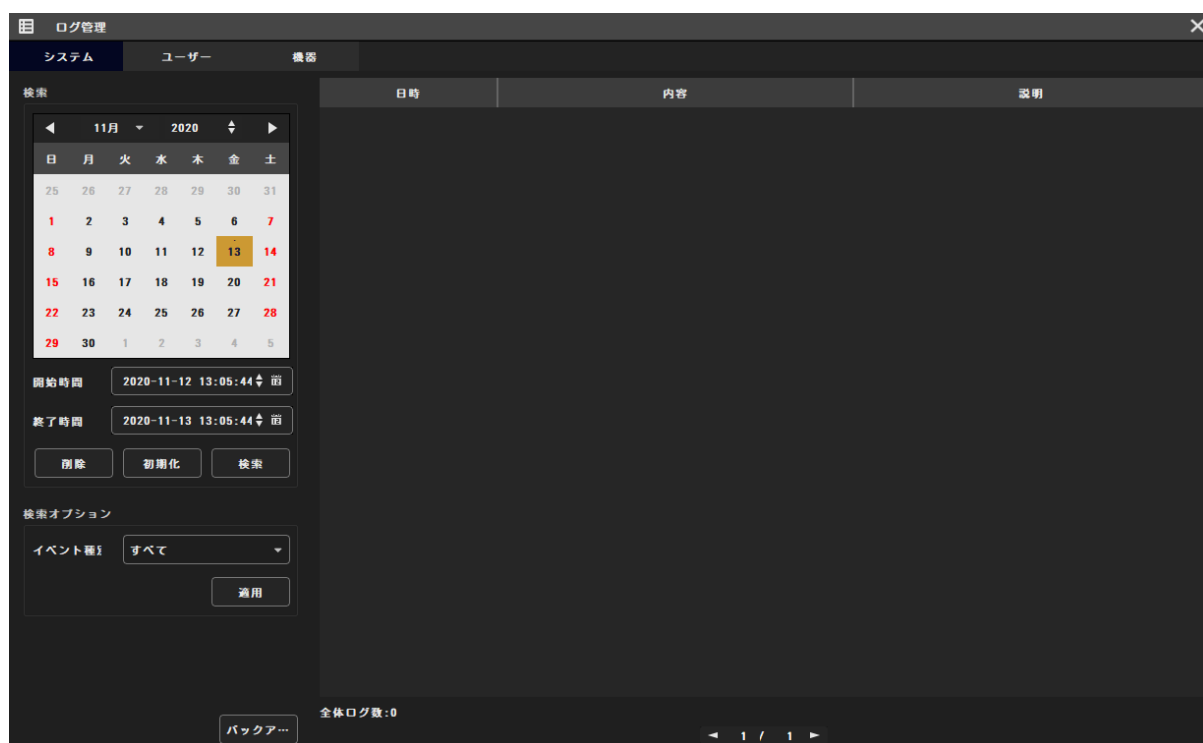 ログ管理
システム ユーザー 機器
検索
日時 内容 説明
11月 2020
日 月 火 水 木 金 土
25 26 27 28 29 30 31
1 2 3 4 5 6 7
8 9 10 11 12 13 14
15 16 17 18 19 20 21
22 23 24 25 26 27 28
29 30 1 2 3 4 5
開始時間 2020-11-12 13:05:44
終了時間 2020-11-13 13:05:44
削除 初期化 検索
検索オプション
イベント種 すべて
適用
全体ログ数:0
バックア…
1 / 1